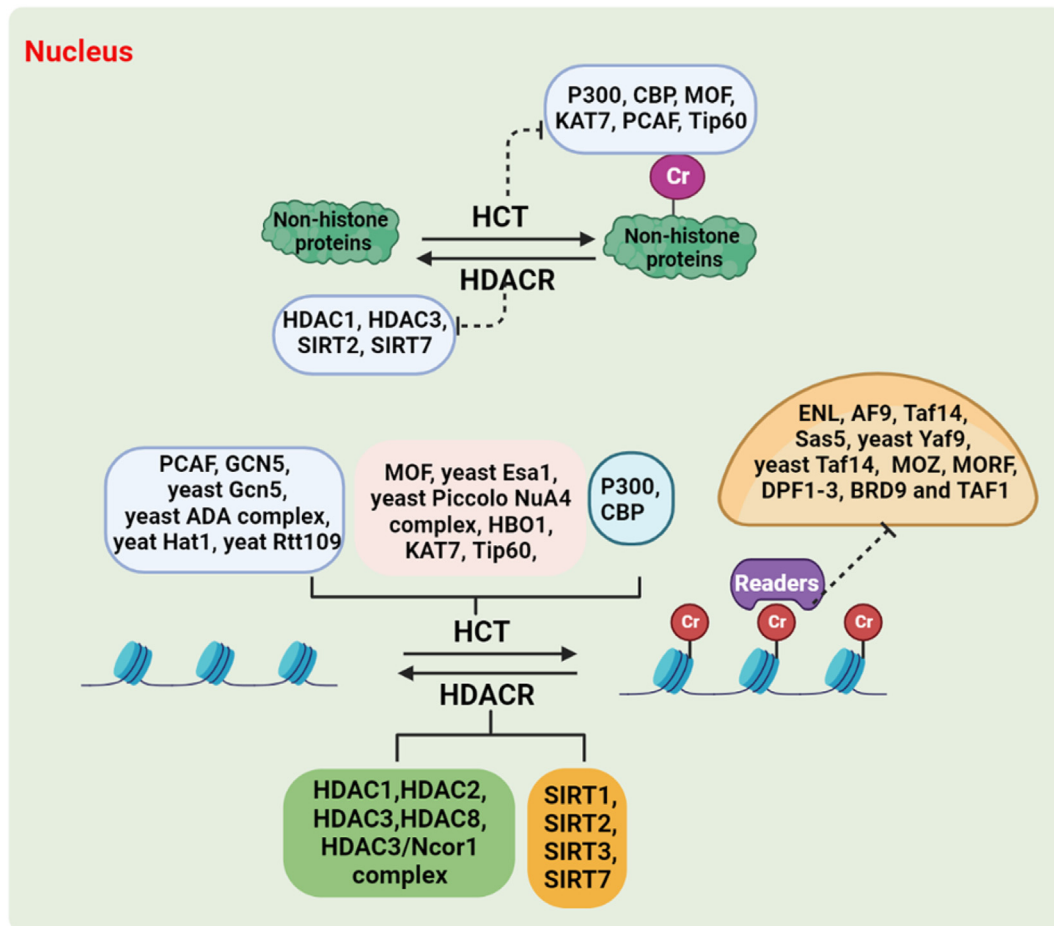 Nucleus
P300, CBP, MOF,
KAT7, PCAF, Tip60
Cr
HCT
Non-histone
proteins
Non-histone
proteins
HDACR
HDAC1, HDAC3,
SIRT2, SIRT7
ENL, AF9, Taf14,
Sas5, yeast Yaf9,
yeast Taf14, MOZ, MORF,
DPF1-3, BRD9 and TAF1
PCAF, GCN5,
yeast Gcn5,
yeast ADA complex,
yeat Hat1, yeat Rtt109
MOF, yeast Esa1,
yeast Piccolo NuA4
complex, HBO1,
KAT7, Tip60,
P300,
CBP
Readers
Cr
Cr
Cr
HCT
HDACR
HDAC1,HDAC2,
HDAC3,HDAC8,
HDAC3/Ncor1
complex
SIRT1,
SIRT2,
SIRT3,
SIRT7